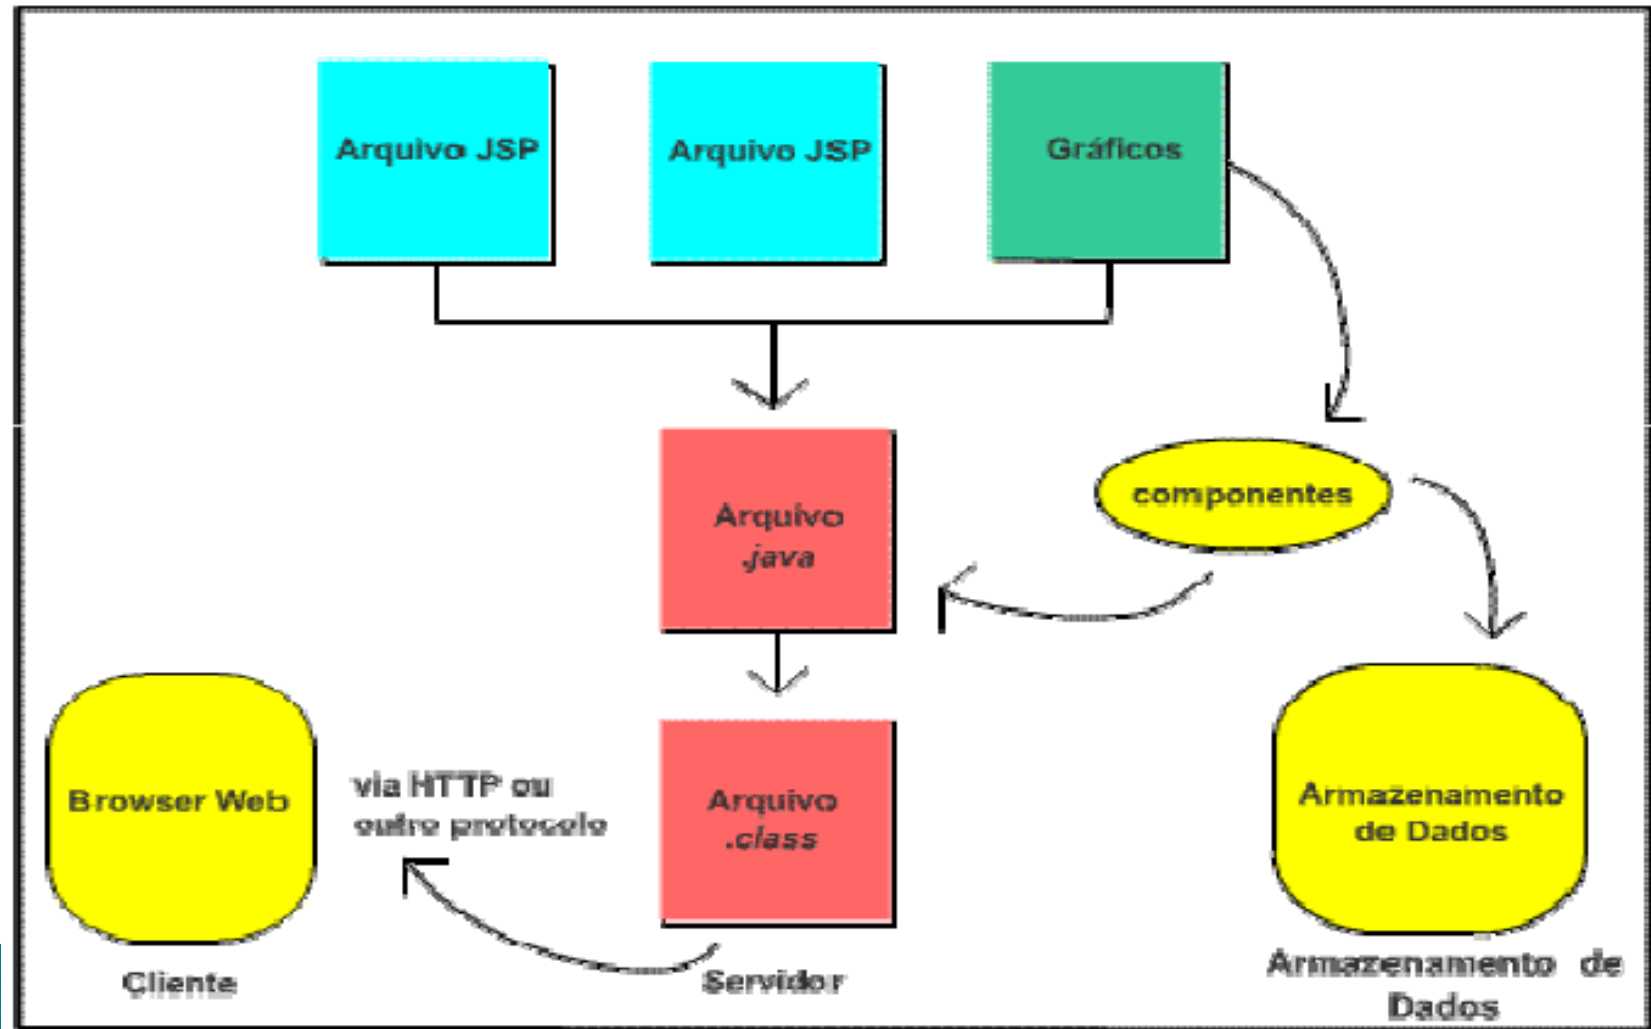 Arquivo JSP
Arquivo JSP
Gráficos
componentes
Arquivo
.java
Browser Web
via HTTP ou
outro protocolo
Arquivo
.class
Armazenamento
de Dados
Cliente
Servidor
Armazenamento de
Dados